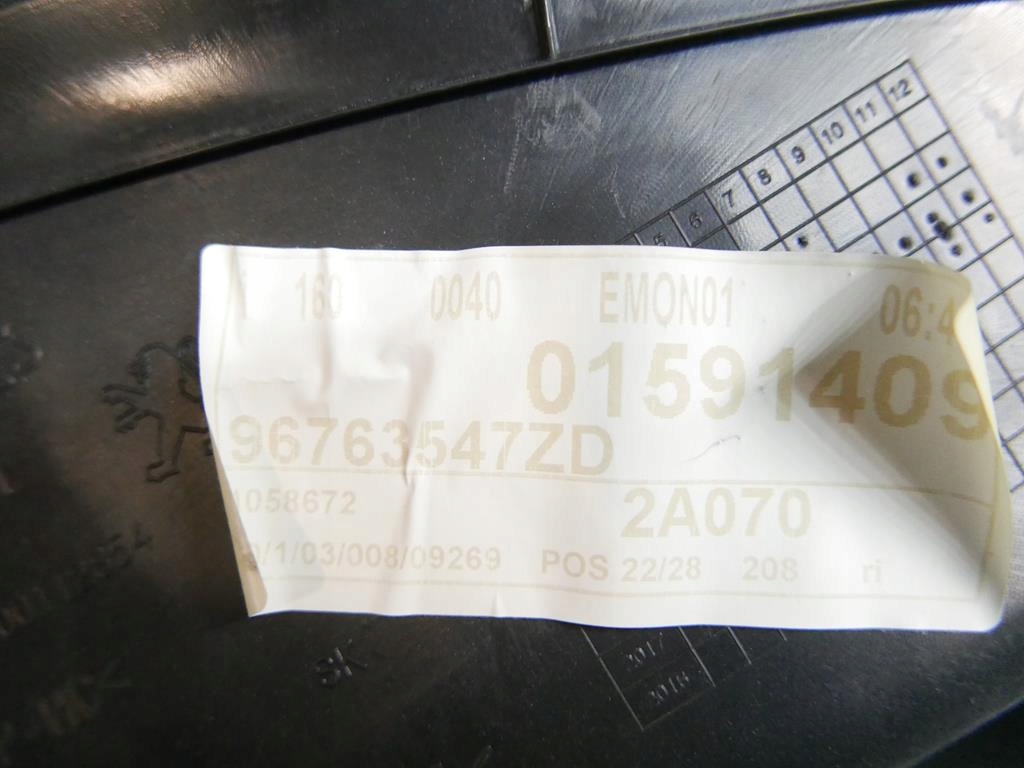 5 6 7 8 9 10 11 12
160 0040 EMON01 06:4
01591409
96763547ZD
1058672 2A070
0/1/03/008/09269 POS 22/28 208 ri
2017
2018